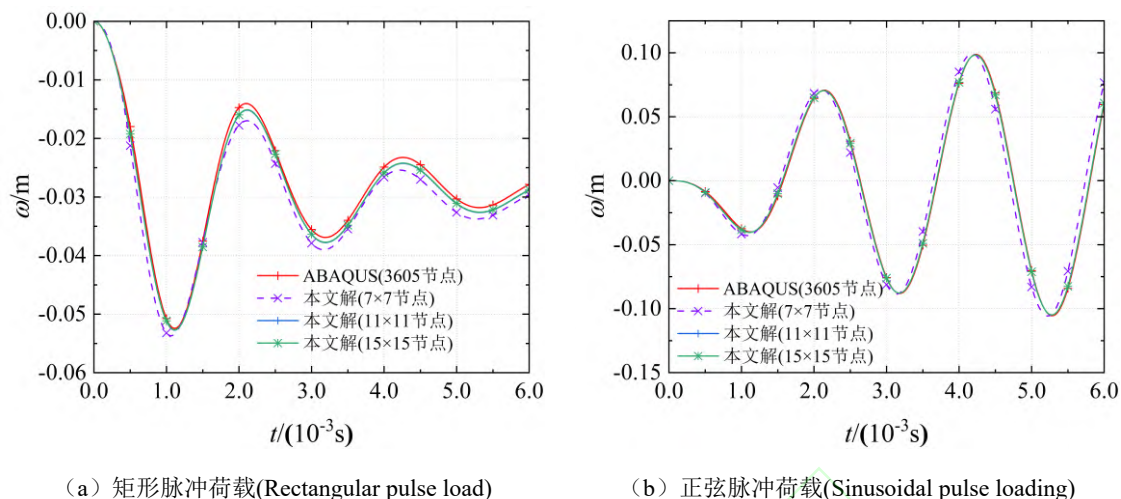 0.00
-0.01
-0.02
-0.03
-0.04
-0.05
-0.06
ω/m
0.0 1.0 2.0 3.0 4.0 5.0 6.0
t/(10⁻³s)
ABAQUS(3605节点)
本文解(7×7节点)
本文解(11×11节点)
本文解(15×15节点)
（a）矩形脉冲荷载(Rectangular pulse load)
0.10
0.05
0.00
-0.05
-0.10
-0.15
ω/m
0.0 1.0 2.0 3.0 4.0 5.0 6.0
t/(10⁻³s)
ABAQUS(3605节点)
本文解(7×7节点)
本文解(11×11节点)
本文解(15×15节点)
（b）正弦脉冲荷载(Sinusoidal pulse loading)